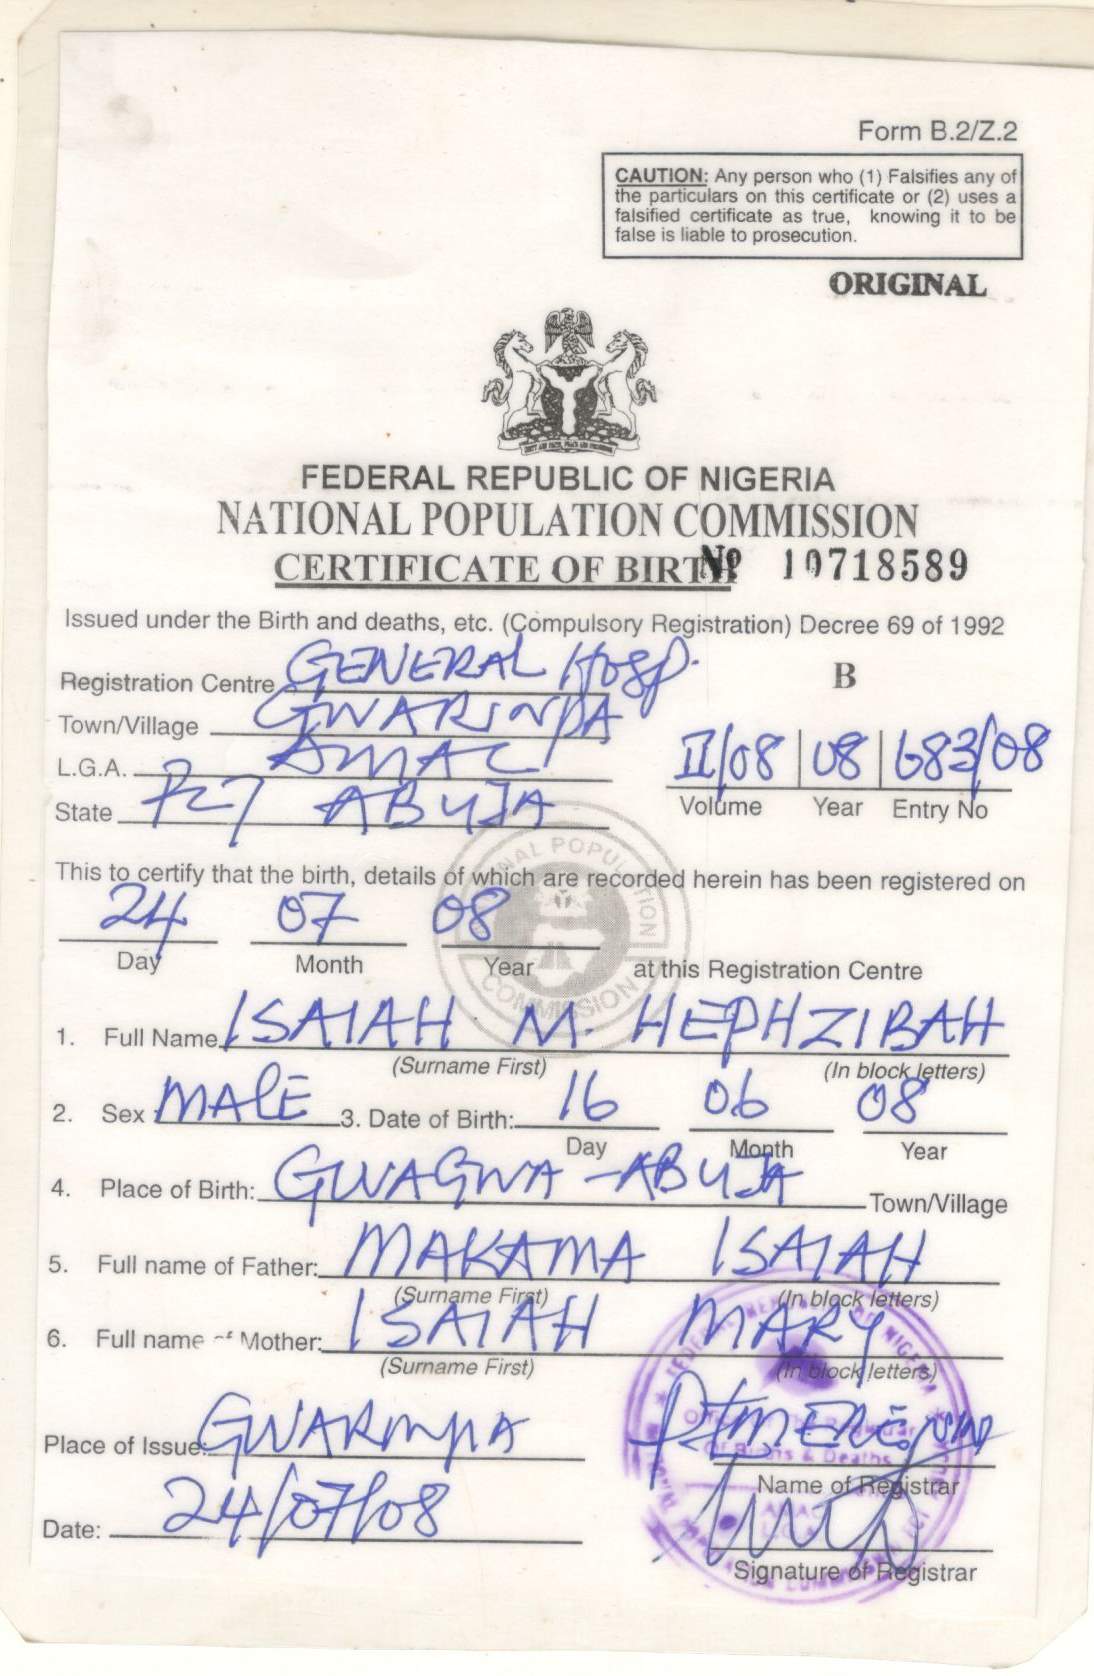 Form B.2/Z.2
CAUTION: Any person who (1) Falsifies any of
the particulars on this certificate or (2) uses a
falsified certificate as true, knowing it to be
false is liable to prosecution.
ORIGINAL
FEDERAL REPUBLIC OF NIGERIA
NATIONAL POPULATION COMMISSION
CERTIFICATE OF BIRTH Nº 10718589
Issued under the Birth and deaths, etc. (Compulsory Registration) Decree 69 of 1992
Registration Centre GENERAL HOSP. B
Town/Village GWARINPA
L.G.A. AMAC
II/08 08 683/08
Volume Year Entry No
State ABUJA
This to certify that the birth, details of which are recorded herein has been registered on
24 07 08
Day Month Year at this Registration Centre
NATIONAL POPULATION COMMISSION
1. Full Name ISAIAH M. HEPHZIBAH
(Surname First) (In block letters)
2. Sex MALE 3. Date of Birth: 16 06 08
Day Month Year
4. Place of Birth: GWAGWA - ABUJA Town/Village
5. Full name of Father: MAKAMA ISAIAH
(Surname First) (In block letters)
6. Full name of Mother: ISAIAH MARY
(Surname First) (In block letters)
Place of Issue GWARINPA
Name of Registrar
Date: 24/07/08
Signature of Registrar